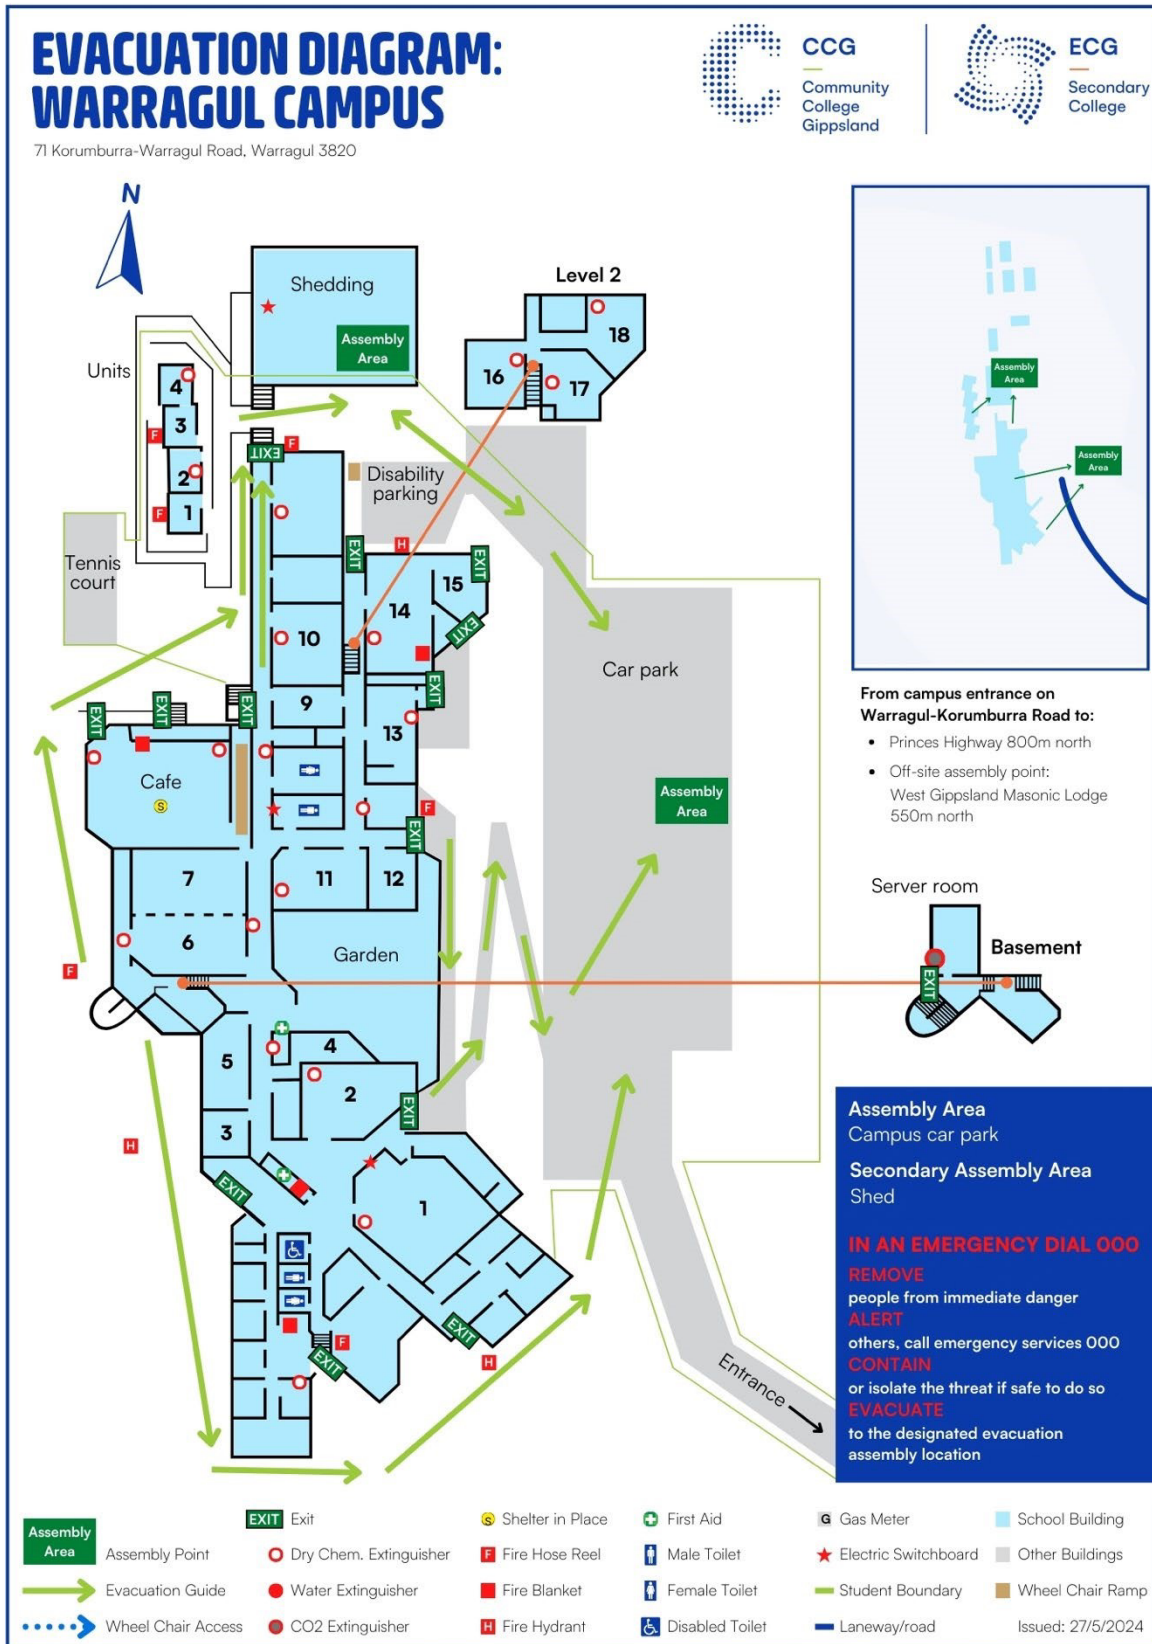 EVACUATION DIAGRAM:
WARRAGUL CAMPUS
71 Korumburra-Warragul Road, Warragul 3820
CCG
Community
College
Gippsland
ECG
Secondary
College
N
Shedding
Assembly
Area
Level 2
18
16
17
Units
4
3
2
1
F
F
EXIT
F
Disability
parking
Tennis
court
EXIT
H
EXIT
15
14
EXIT
10
9
EXIT
13
EXIT
EXIT
EXIT
Cafe
S
F
EXIT
7
6
11
12
Garden
F
Car park
Assembly
Area
5
4
2
3
EXIT
H
EXIT
1
F
EXIT
EXIT
H
Entrance
Assembly
Area
Assembly
Area
From campus entrance on
Warragul-Korumburra Road to:
• Princes Highway 800m north
• Off-site assembly point:
West Gippsland Masonic Lodge
550m north
Server room
Basement
EXIT
Assembly Area
Campus car park
Secondary Assembly Area
Shed
IN AN EMERGENCY DIAL 000
REMOVE
people from immediate danger
ALERT
others, call emergency services 000
CONTAIN
or isolate the threat if safe to do so
EVACUATE
to the designated evacuation
assembly location
Assembly
Area
Assembly Point
Evacuation Guide
Wheel Chair Access
EXIT Exit
Dry Chem. Extinguisher
Water Extinguisher
CO2 Extinguisher
S Shelter in Place
F Fire Hose Reel
Fire Blanket
H Fire Hydrant
First Aid
Male Toilet
Female Toilet
Disabled Toilet
G Gas Meter
Electric Switchboard
Student Boundary
Laneway/road
School Building
Other Buildings
Wheel Chair Ramp
Issued: 27/5/2024